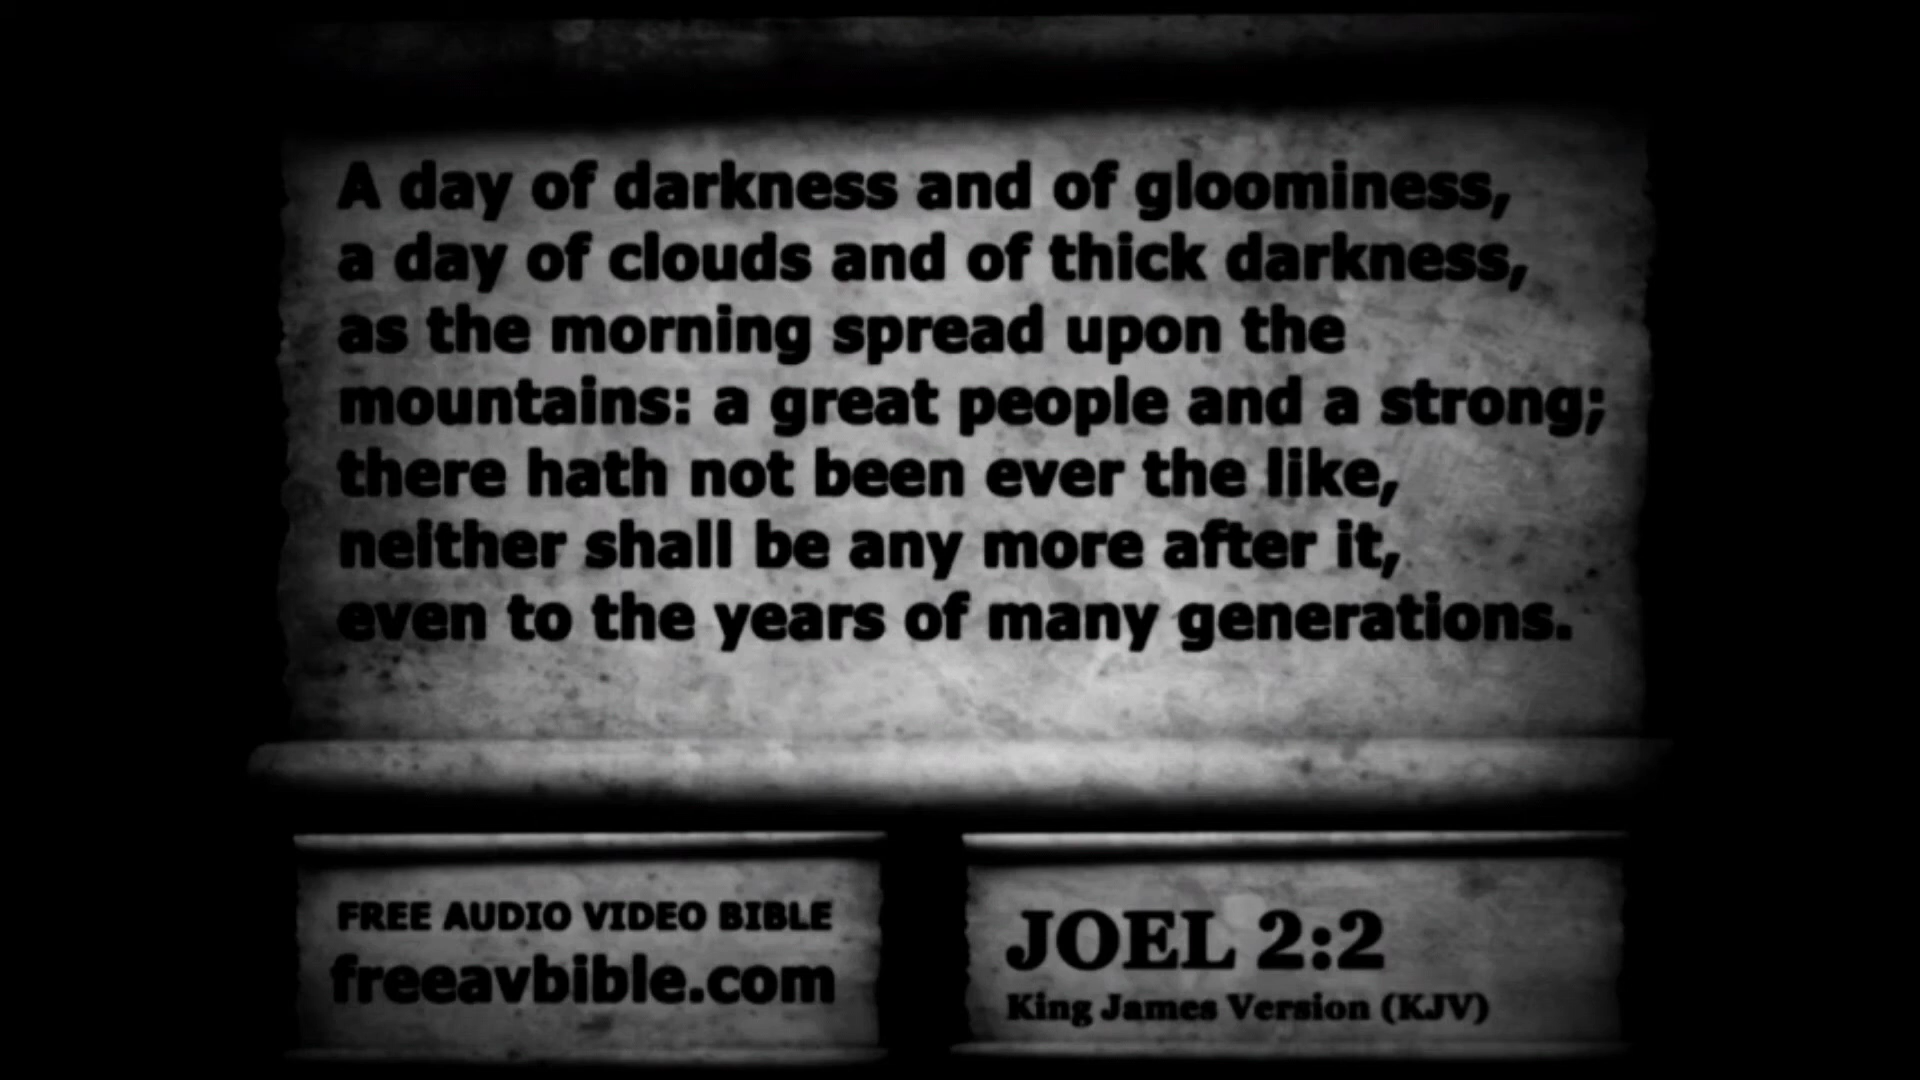 A day of darkness and of gloominess,
a day of clouds and of thick darkness,
as the morning spread upon the
mountains: a great people and a strong;
there hath not been ever the like,
neither shall be any more after it,
even to the years of many generations.
FREE AUDIO VIDEO BIBLE
freeavbible.com
JOEL 2:2
King James Version (KJV)